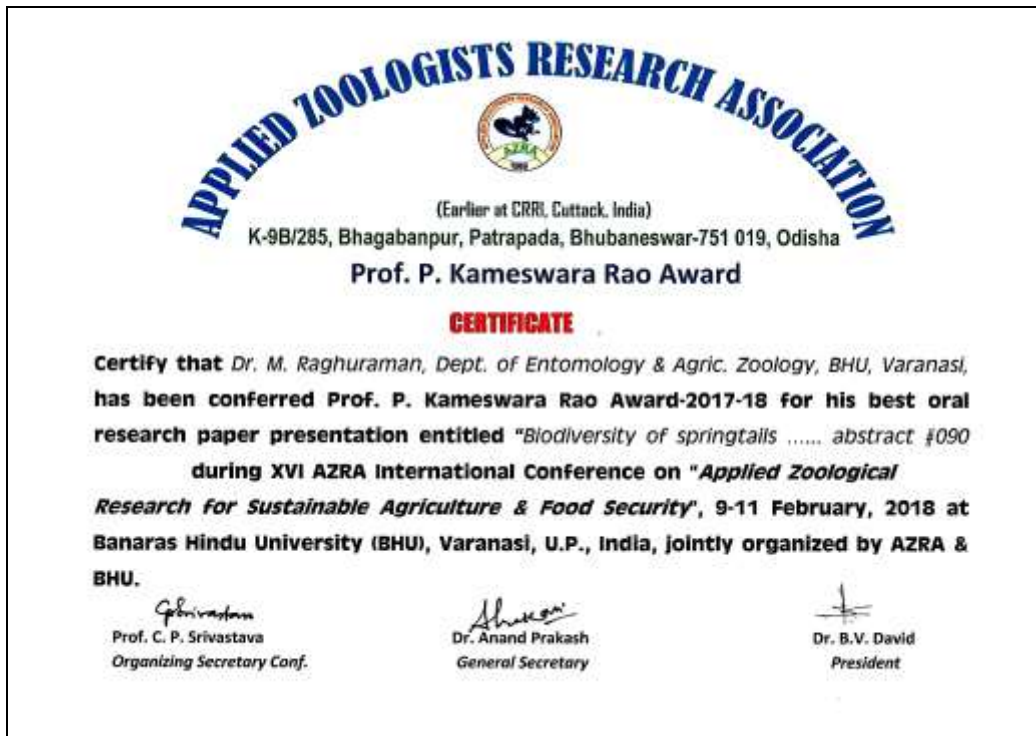 APPLIED ZOOLOGISTS RESEARCH ASSOCIATION
AZRA
(Earlier at CRRI, Cuttack, India)
K-9B/285, Bhagabanpur, Patrapada, Bhubaneswar-751 019, Odisha
Prof. P. Kameswara Rao Award
CERTIFICATE
Certify that Dr. M. Raghuraman, Dept. of Entomology & Agric. Zoology, BHU, Varanasi,
has been conferred Prof. P. Kameswara Rao Award-2017-18 for his best oral
research paper presentation entitled "Biodiversity of springtails ...... abstract #090
during XVI AZRA International Conference on "Applied Zoological
Research for Sustainable Agriculture & Food Security", 9-11 February, 2018 at
Banaras Hindu University (BHU), Varanasi, U.P., India, jointly organized by AZRA &
BHU.
Prof. C. P. Srivastava
Dr. Anand Prakash
Dr. B.V. David
Organizing Secretary Conf.
General Secretary
President